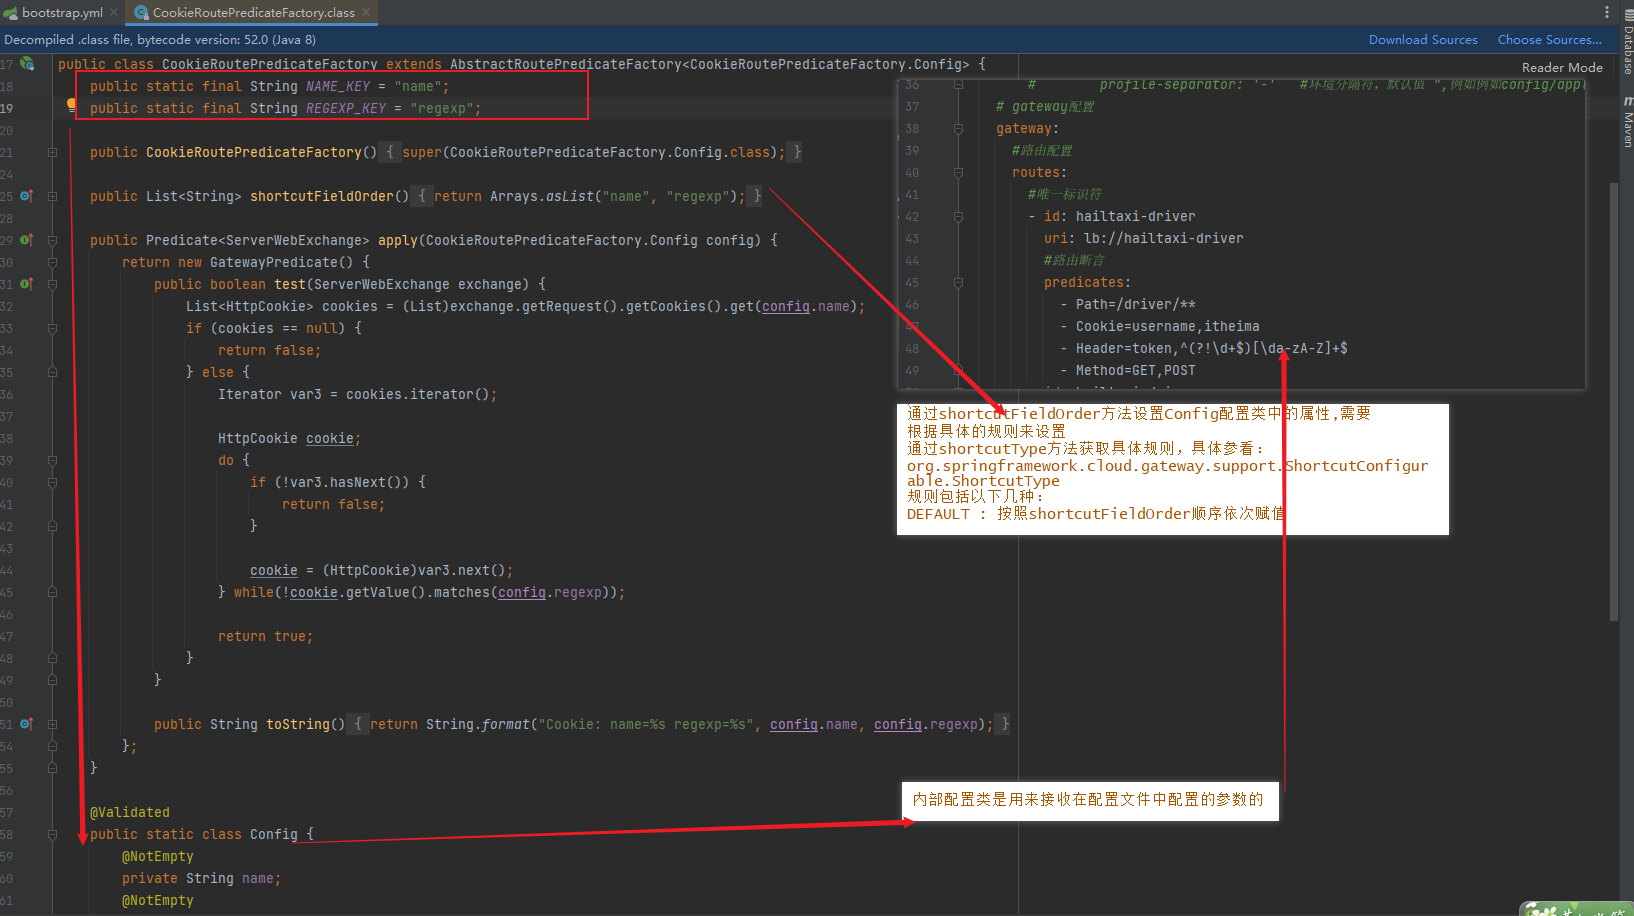 bootstrap.yml
CookieRoutePredicateFactory.class
Decompiled .class file, bytecode version: 52.0 (Java 8)
Download Sources
Choose Sources...
Reader Mode
Database
Maven
17 public class CookieRoutePredicateFactory extends AbstractRoutePredicateFactory<CookieRoutePredicateFactory.Config> {
18 public static final String NAME_KEY = "name";
19 public static final String REGEXP_KEY = "regexp";
20
21 public CookieRoutePredicateFactory() { super(CookieRoutePredicateFactory.Config.class); }
24
25 public List<String> shortcutFieldOrder() { return Arrays.asList("name", "regexp"); }
28
29 public Predicate<ServerWebExchange> apply(CookieRoutePredicateFactory.Config config) {
30 return new GatewayPredicate() {
31 public boolean test(ServerWebExchange exchange) {
32 List<HttpCookie> cookies = (List)exchange.getRequest().getCookies().get(config.name);
33 if (cookies == null) {
34 return false;
35 } else {
36 Iterator var3 = cookies.iterator();
37
38 HttpCookie cookie;
39 do {
40 if (!var3.hasNext()) {
41 return false;
42 }
43
44 cookie = (HttpCookie)var3.next();
45 } while(!cookie.getValue().matches(config.regexp));
46
47 return true;
48 }
49 }
50
51 public String toString() { return String.format("Cookie: name=%s regexp=%s", config.name, config.regexp); }
54 };
55 }
56
57 @Validated
58 public static class Config {
59 @NotEmpty
60 private String name;
61 @NotEmpty
36 # profile-separator: '-' #环境分隔符，默认值 ",例如例如config/appl
37 # gateway配置
38 gateway:
39 #路由配置
40 routes:
41 #唯一标识符
42 - id: hailtaxi-driver
43 uri: lb://hailtaxi-driver
44 #路由断言
45 predicates:
46 - Path=/driver/**
47 - Cookie=username,itheima
48 - Header=token,^(?!\d+$)[\da-zA-Z]+$
49 - Method=GET,POST
通过shortcutFieldOrder方法设置Config配置类中的属性,需要
根据具体的规则来设置
通过shortcutType方法获取具体规则，具体参看：
org.springframework.cloud.gateway.support.ShortcutConfigur
able.ShortcutType
规则包括以下几种：
DEFAULT : 按照shortcutFieldOrder顺序依次赋值
内部配置类是用来接收在配置文件中配置的参数的